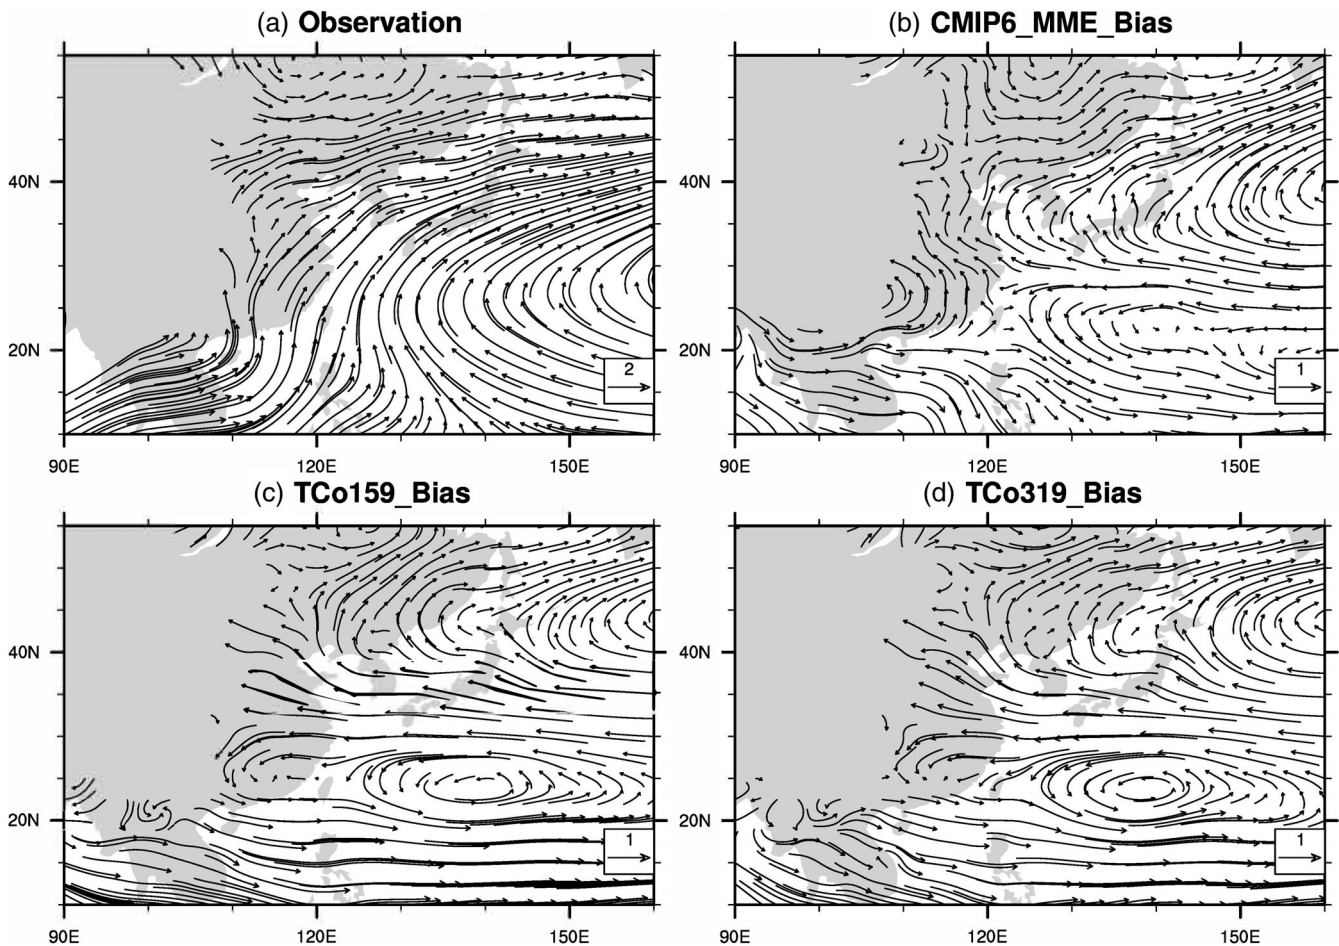 (a) Observation
40N
20N
2
90E 120E 150E
(b) CMIP6_MME_Bias
40N
20N
1
90E 120E 150E
(c) TCo159_Bias
40N
20N
1
90E 120E 150E
(d) TCo319_Bias
40N
20N
1
90E 120E 150E